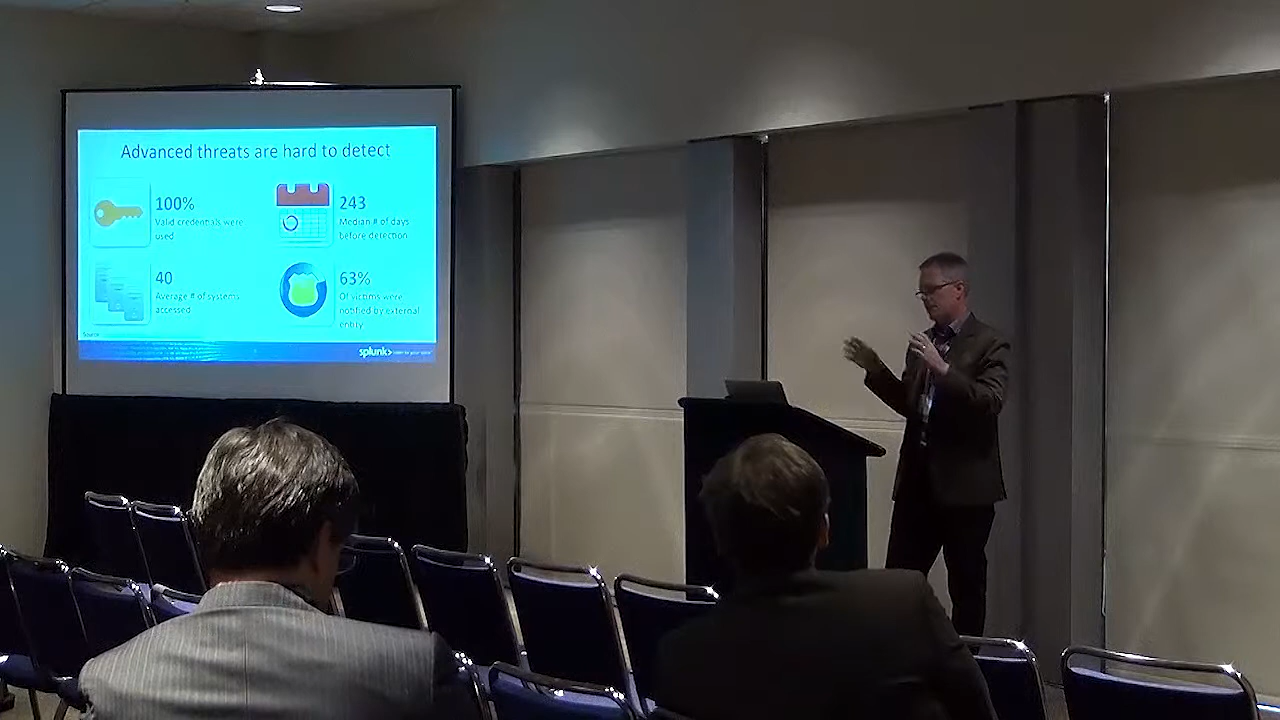 Advanced threats are hard to detect
100%
Valid credentials were
used
243
Median # of days
before detection
40
Average # of systems
accessed
63%
Of victims were
notified by external
entity
Source
splunk>